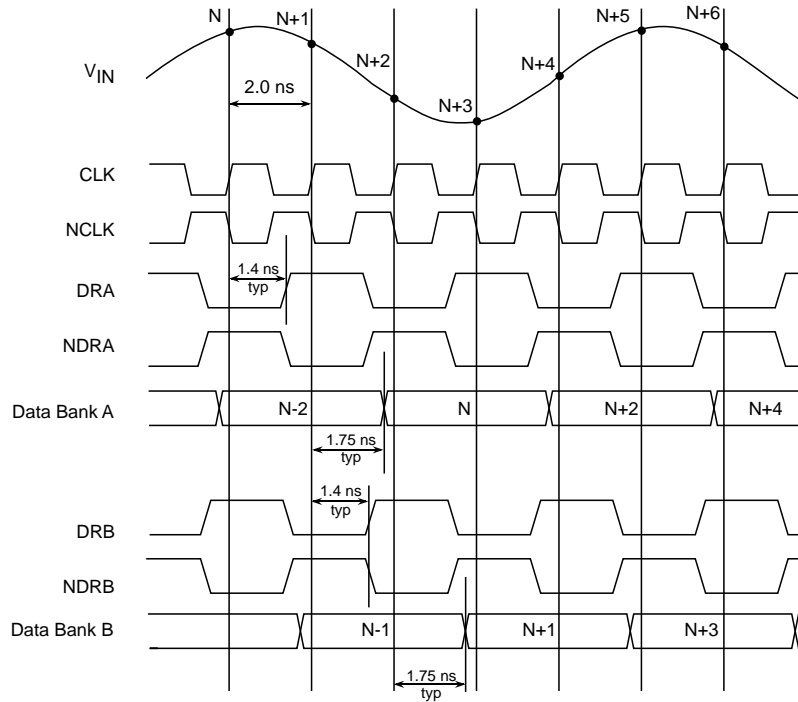 N
N+1
N+2
N+3
N+4
N+5
N+6
VIN
2.0 ns
CLK
NCLK
1.4 ns
typ
DRA
NDRA
Data Bank A
N-2
N
N+2
N+4
1.75 ns
typ
1.4 ns
typ
DRB
NDRB
Data Bank B
N-1
N+1
N+3
1.75 ns
typ